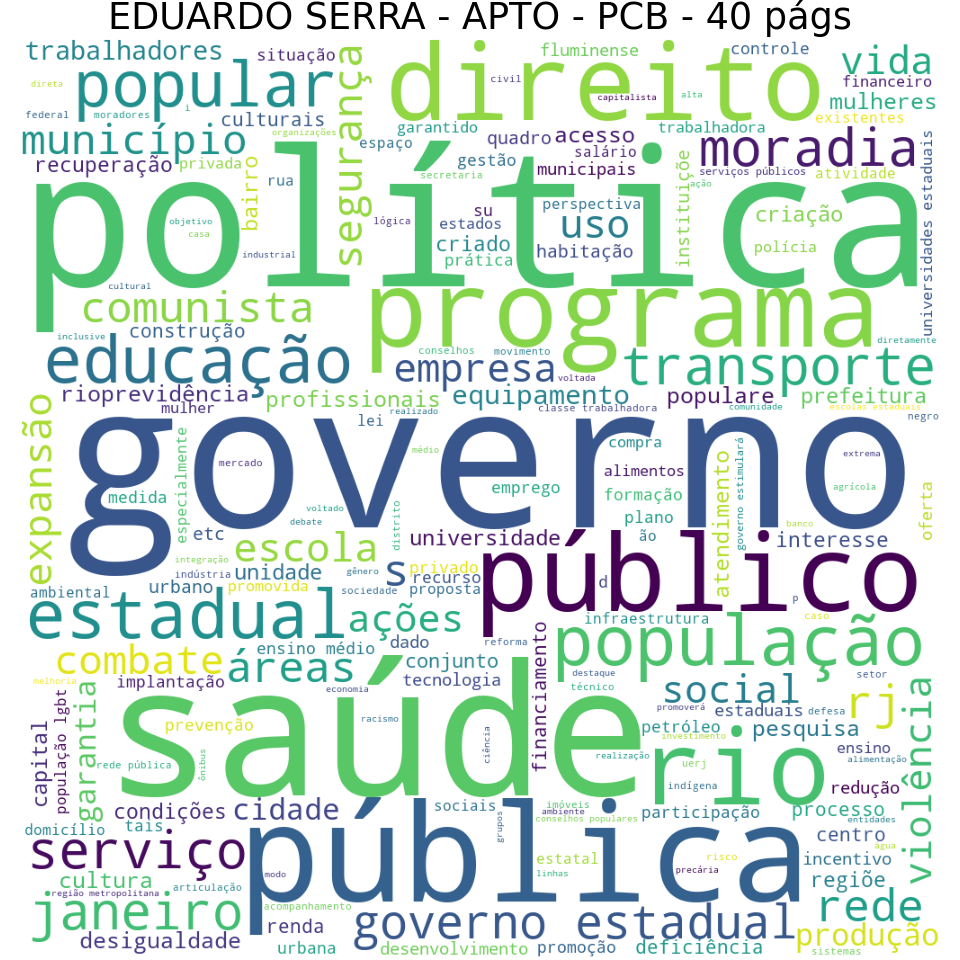 EDUARDO SERRA - APTO - PCB - 40 págs
trabalhadores situação segurança fluminense controle vida
direta popular civil direito financeiro
federal moradores i culturais capitalista alta mulheres
organizações garantido trabalhadora existentes
município espaço quadro acesso moradia
recuperação privada bairro rua gestão salário municipais serviços públicos atividade
secretaria instituiçõe ação universidades estaduais
política
objetivo casa lógica su estados perspectiva uso criação
industrial criado prática habitação polícia
cultural comunista programa
construção inclusive conselhos movimento diretamente
educação empresa voltada transporte
rioprevidência profissionais equipamento populare prefeitura
expansão mulher lei realizado classe trabalhadora comunidade escolas estaduais negro
governo
mercado médio compra extrema
especialmente medida voltado emprego alimentos formação agrícola oferta
etc debate distrito plano ão atendimento governo estimulará banco
escola universidade público interesse
integração indústria unidade gênero s privado recurso d
ambiental urbano promovida sociedade proposta p
estadual ações dado reforma infraestrutura caso população
combate áreas ensino médio conjunto tecnologia financiamento destaque setor
melhoria implantação economia técnico social rj violência
garantia população lgbt capital prevenção racismo saúde ciência promoverá estaduais defesa
petróleo investimento pesquisa
rede pública ônibus realização uerj rio ensino alimentação
indígena redução
condições cidade sociais imóveis participação processo
domicílio tais ambiente conselhos populares entidades
serviço pública grupos água centro
cultura modo estatal linhas precária risco incentivo
região metropolitana articulação regiõe
janeiro acompanhamento renda governo estadual rede
desigualdade urbana desenvolvimento promoção deficiência produção
sistemas